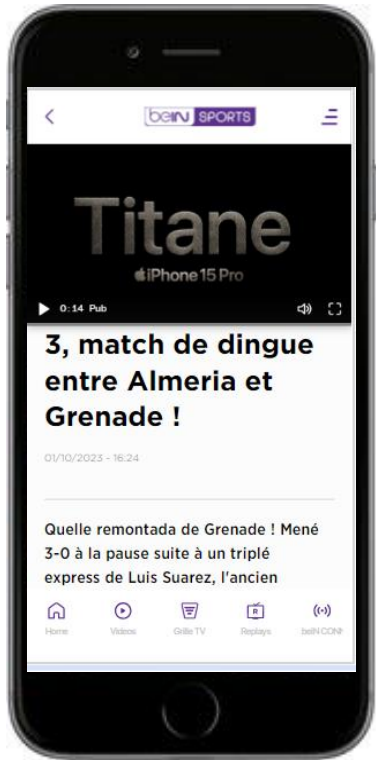 beIN SPORTS
Titane
iPhone 15 Pro
0:14 Pub
3, match de dingue
entre Almeria et
Grenade !
01/10/2023 - 16:24
Quelle remontada de Grenade ! Mené
3-0 à la pause suite à un triplé
express de Luis Suarez, l'ancien
R
Home Videos Grille TV Replays beIN CONN